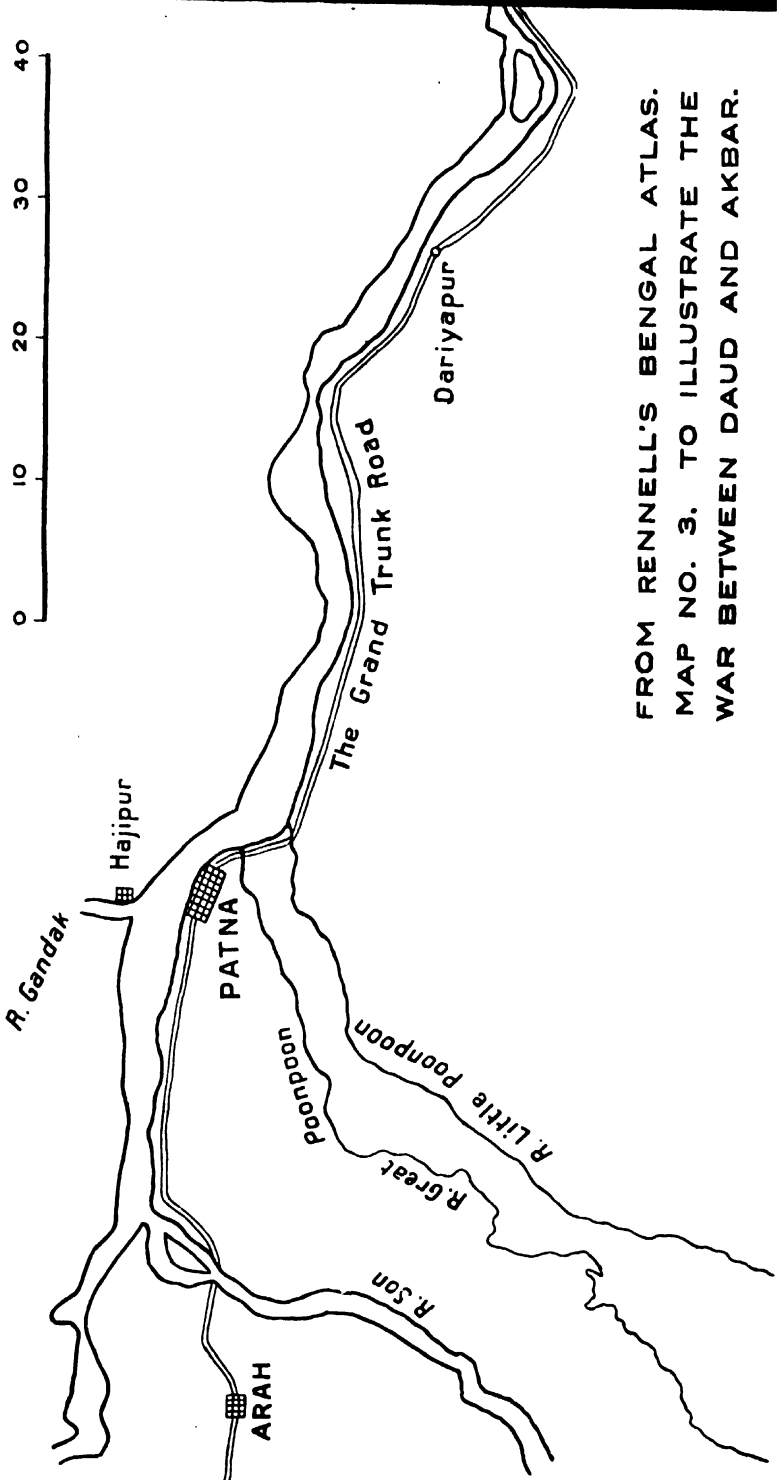 0 10 20 30 40
R. Gandak
Hajipur
PATNA
The Grand Trunk Road
Dariyapur
Poonpoon
R. Great
R. Little Poonpoon
R. Son
ARAH
FROM RENNELL'S BENGAL ATLAS.
MAP NO. 3. TO ILLUSTRATE THE
WAR BETWEEN DAUD AND AKBAR.